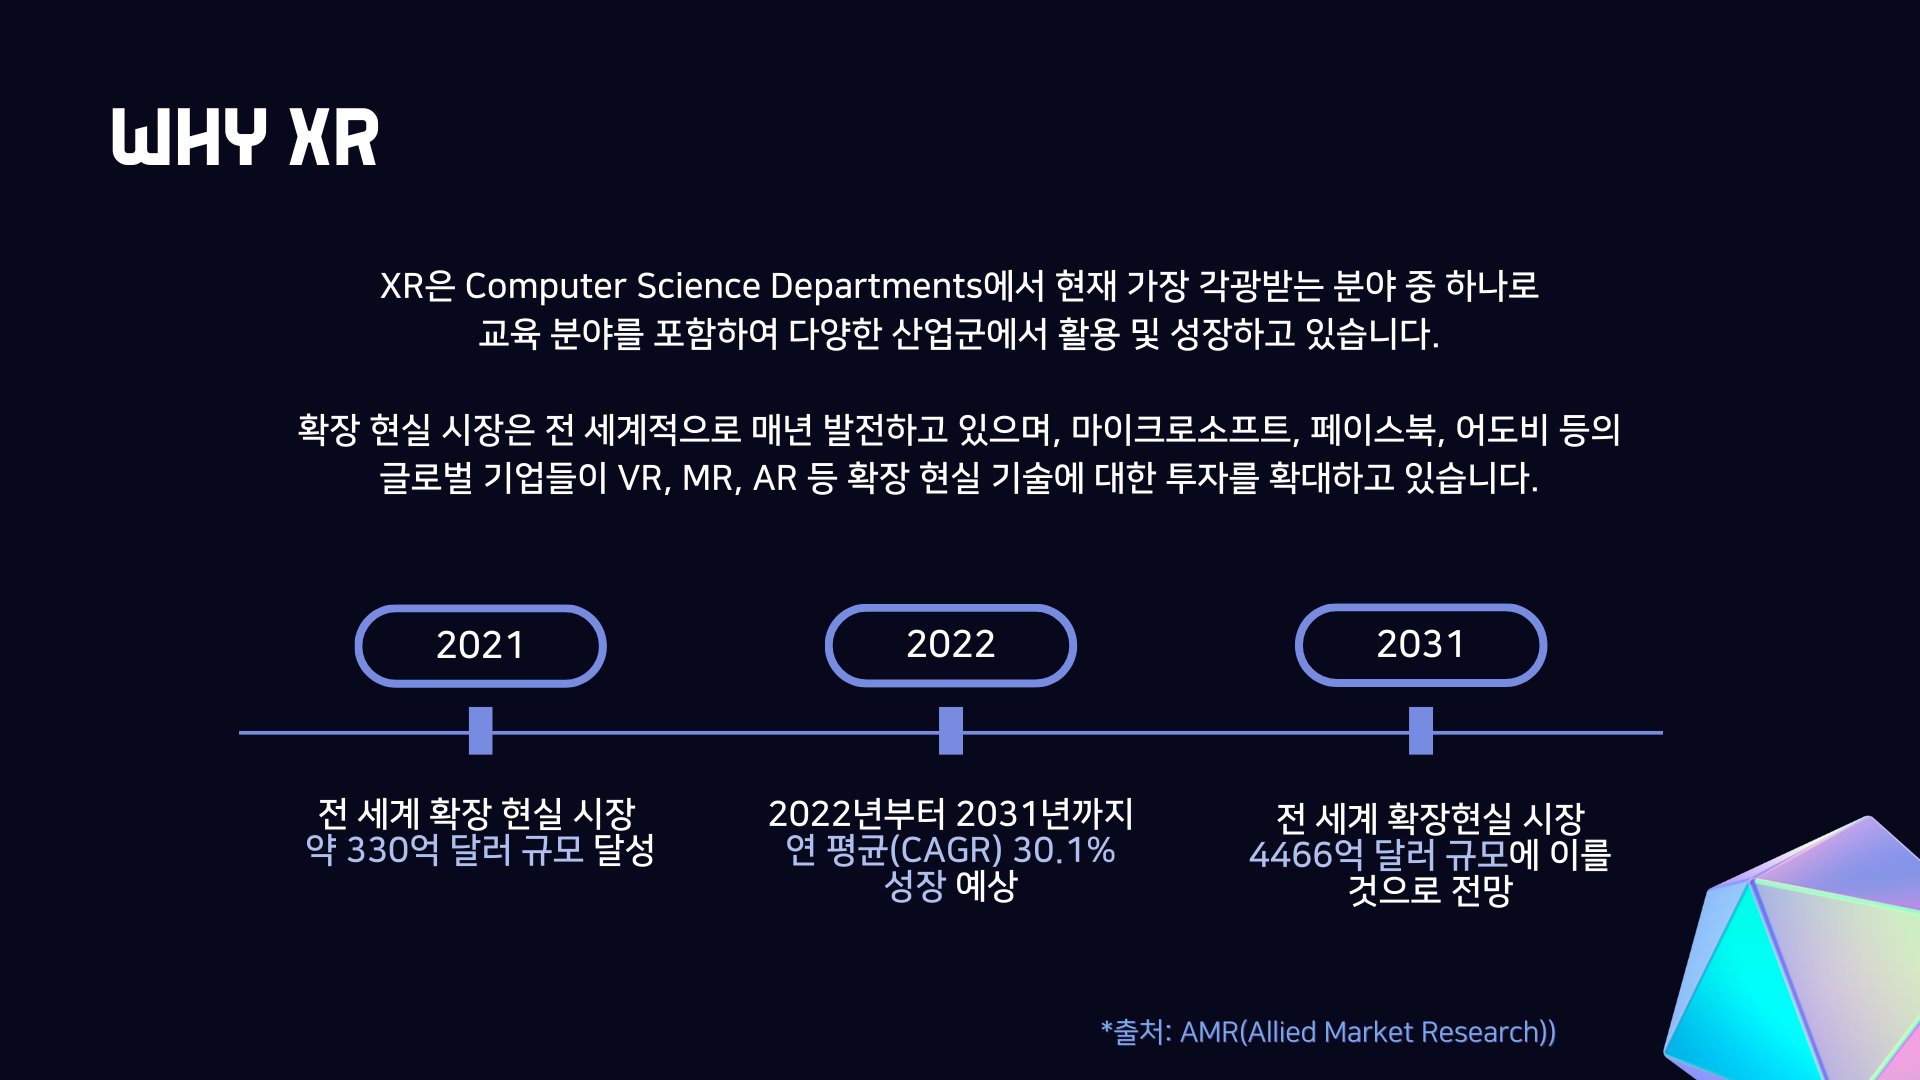 WHY XR
XR은 Computer Science Departments에서 현재 가장 각광받는 분야 중 하나로
교육 분야를 포함하여 다양한 산업군에서 활용 및 성장하고 있습니다.
확장 현실 시장은 전 세계적으로 매년 발전하고 있으며, 마이크로소프트, 페이스북, 어도비 등의
글로벌 기업들이 VR, MR, AR 등 확장 현실 기술에 대한 투자를 확대하고 있습니다.
2021
전 세계 확장 현실 시장
약 330억 달러 규모 달성
2022
2022년부터 2031년까지
연 평균(CAGR) 30.1%
성장 예상
2031
전 세계 확장현실 시장
4466억 달러 규모에 이를
것으로 전망
*출처: AMR(Allied Market Research))